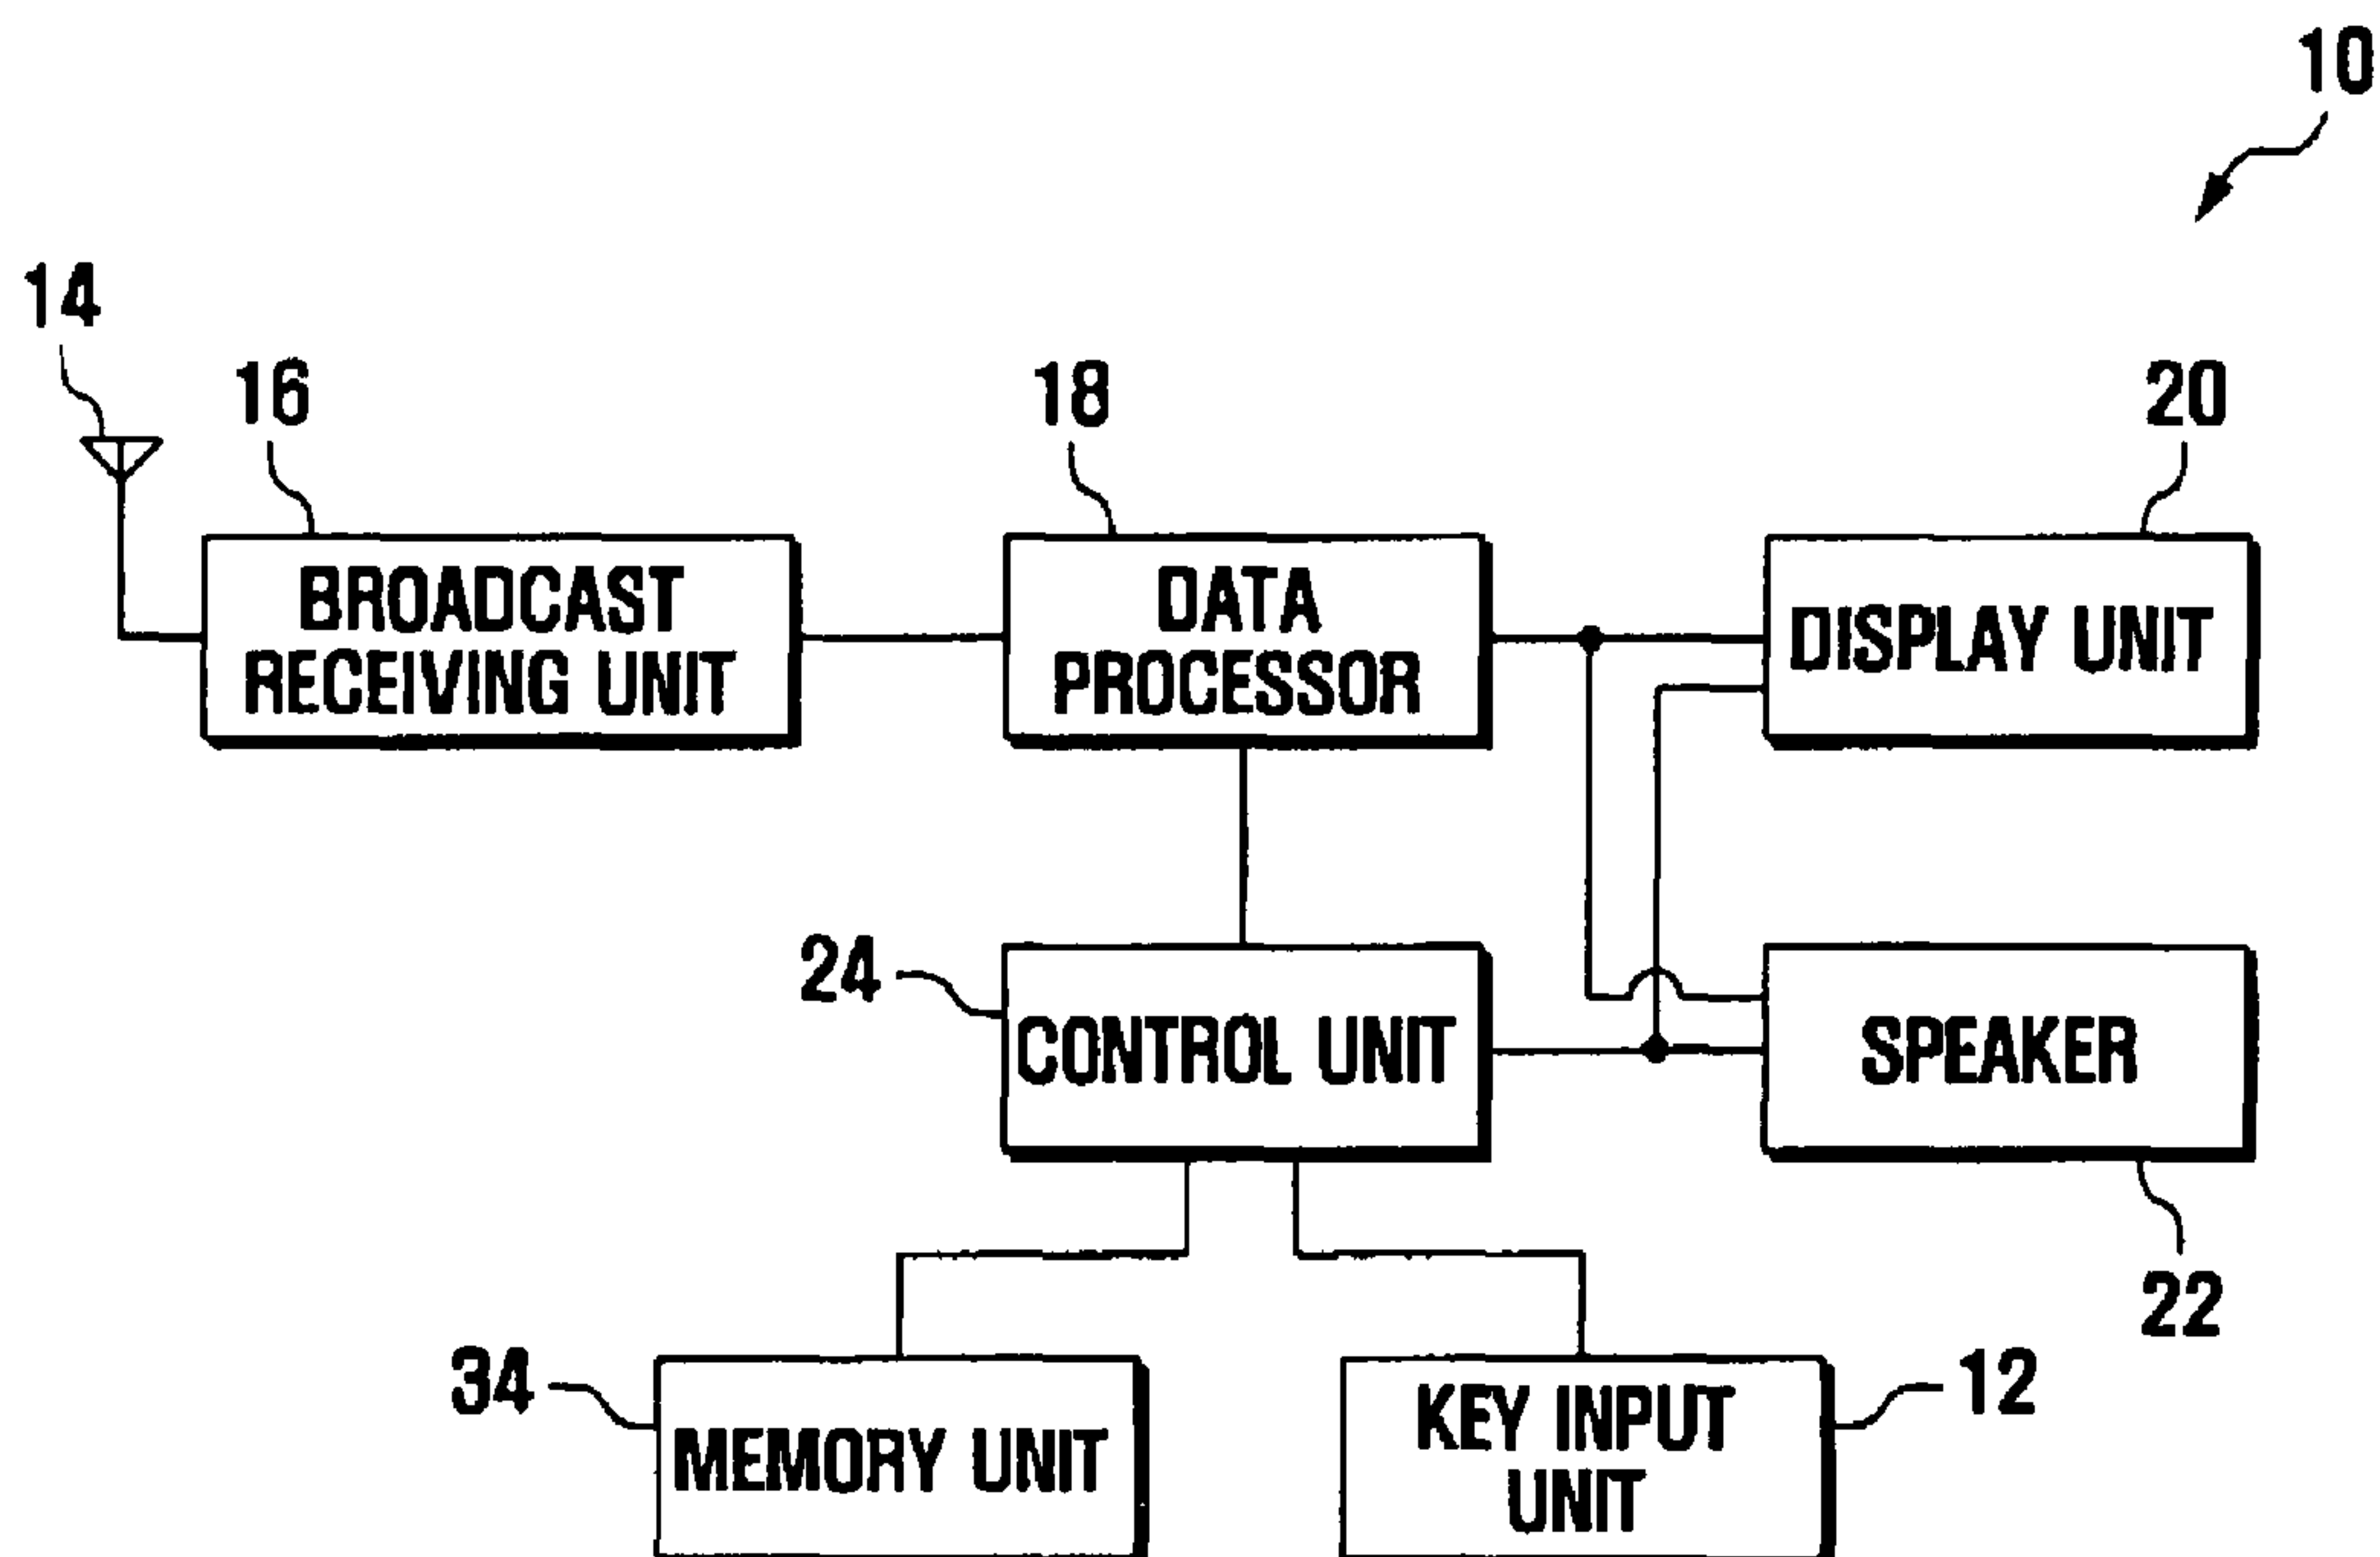 10
14
16
18
20
BROADCAST
RECEIVING UNIT
DATA
PROCESSOR
DISPLAY UNIT
24
CONTROL UNIT
SPEAKER
22
34
MEMORY UNIT
KEY INPUT
UNIT
12